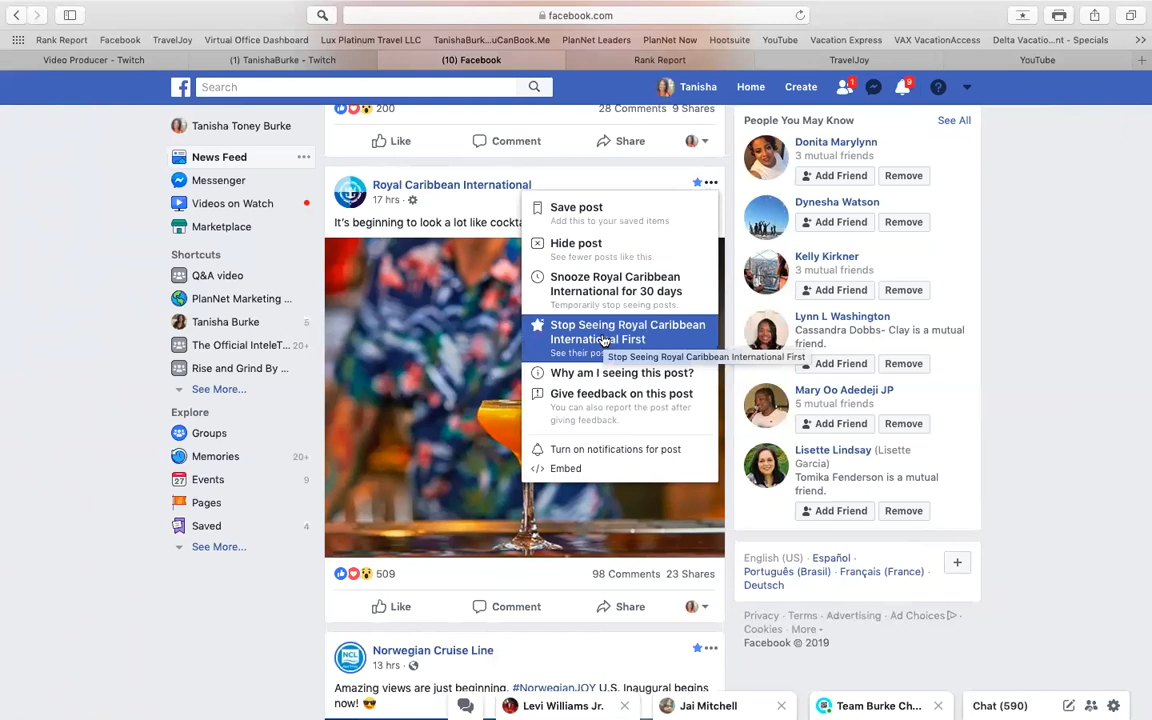 facebook.com
Rank Report Facebook TravelJoy Virtual Office Dashboard Lux Platinum Travel LLC TanishaBurk...uCanBook.Me PlanNet Leaders PlanNet Now Hootsuite YouTube Vacation Express VAX VacationAccess Delta Vacatio...nt - Specials
Video Producer - Twitch (1) TanishaBurke - Twitch (10) Facebook Rank Report TravelJoy YouTube
Search Tanisha Home Create 1 9
200 28 Comments 9 Shares
Like Comment Share
Tanisha Toney Burke
News Feed
Messenger
Videos on Watch
Marketplace
Shortcuts
Q&A video
PlanNet Marketing ...
Tanisha Burke 5
The Official InteleT... 20+
Rise and Grind By ...
See More...
Explore
Groups
Memories 20+
27 Events 9
Pages
Saved 4
See More...
Royal Caribbean International
17 hrs ·
It's beginning to look a lot like cockta
Save post
Add this to your saved items
Hide post
See fewer posts like this.
Snooze Royal Caribbean
International for 30 days
Temporarily stop seeing posts.
Stop Seeing Royal Caribbean
International First
See their pos
Stop Seeing Royal Caribbean International First
Why am I seeing this post?
Give feedback on this post
You can also report the post after
giving feedback.
Turn on notifications for post
Embed
509 98 Comments 23 Shares
Like Comment Share
NCL Norwegian Cruise Line
13 hrs ·
Amazing views are just beginning. #NorwegianJOY U.S. Inaugural begins
now! 😎
People You May Know See All
Donita Marylynn
3 mutual friends
Add Friend Remove
Dynesha Watson
Add Friend Remove
Kelly Kirkner
3 mutual friends
Add Friend Remove
Lynn L Washington
Cassandra Dobbs- Clay is a mutual
friend.
Add Friend Remove
Mary Oo Adedeji JP
5 mutual friends
Add Friend Remove
Lisette Lindsay (Lisette
Garcia)
Tomika Fenderson is a mutual
friend.
Add Friend Remove
English (US) · Español ·
Português (Brasil) · Français (France) ·
Deutsch
Privacy · Terms · Advertising · Ad Choices ·
Cookies · More
Facebook © 2019
Levi Williams Jr. Jai Mitchell Team Burke Ch... Chat (590)